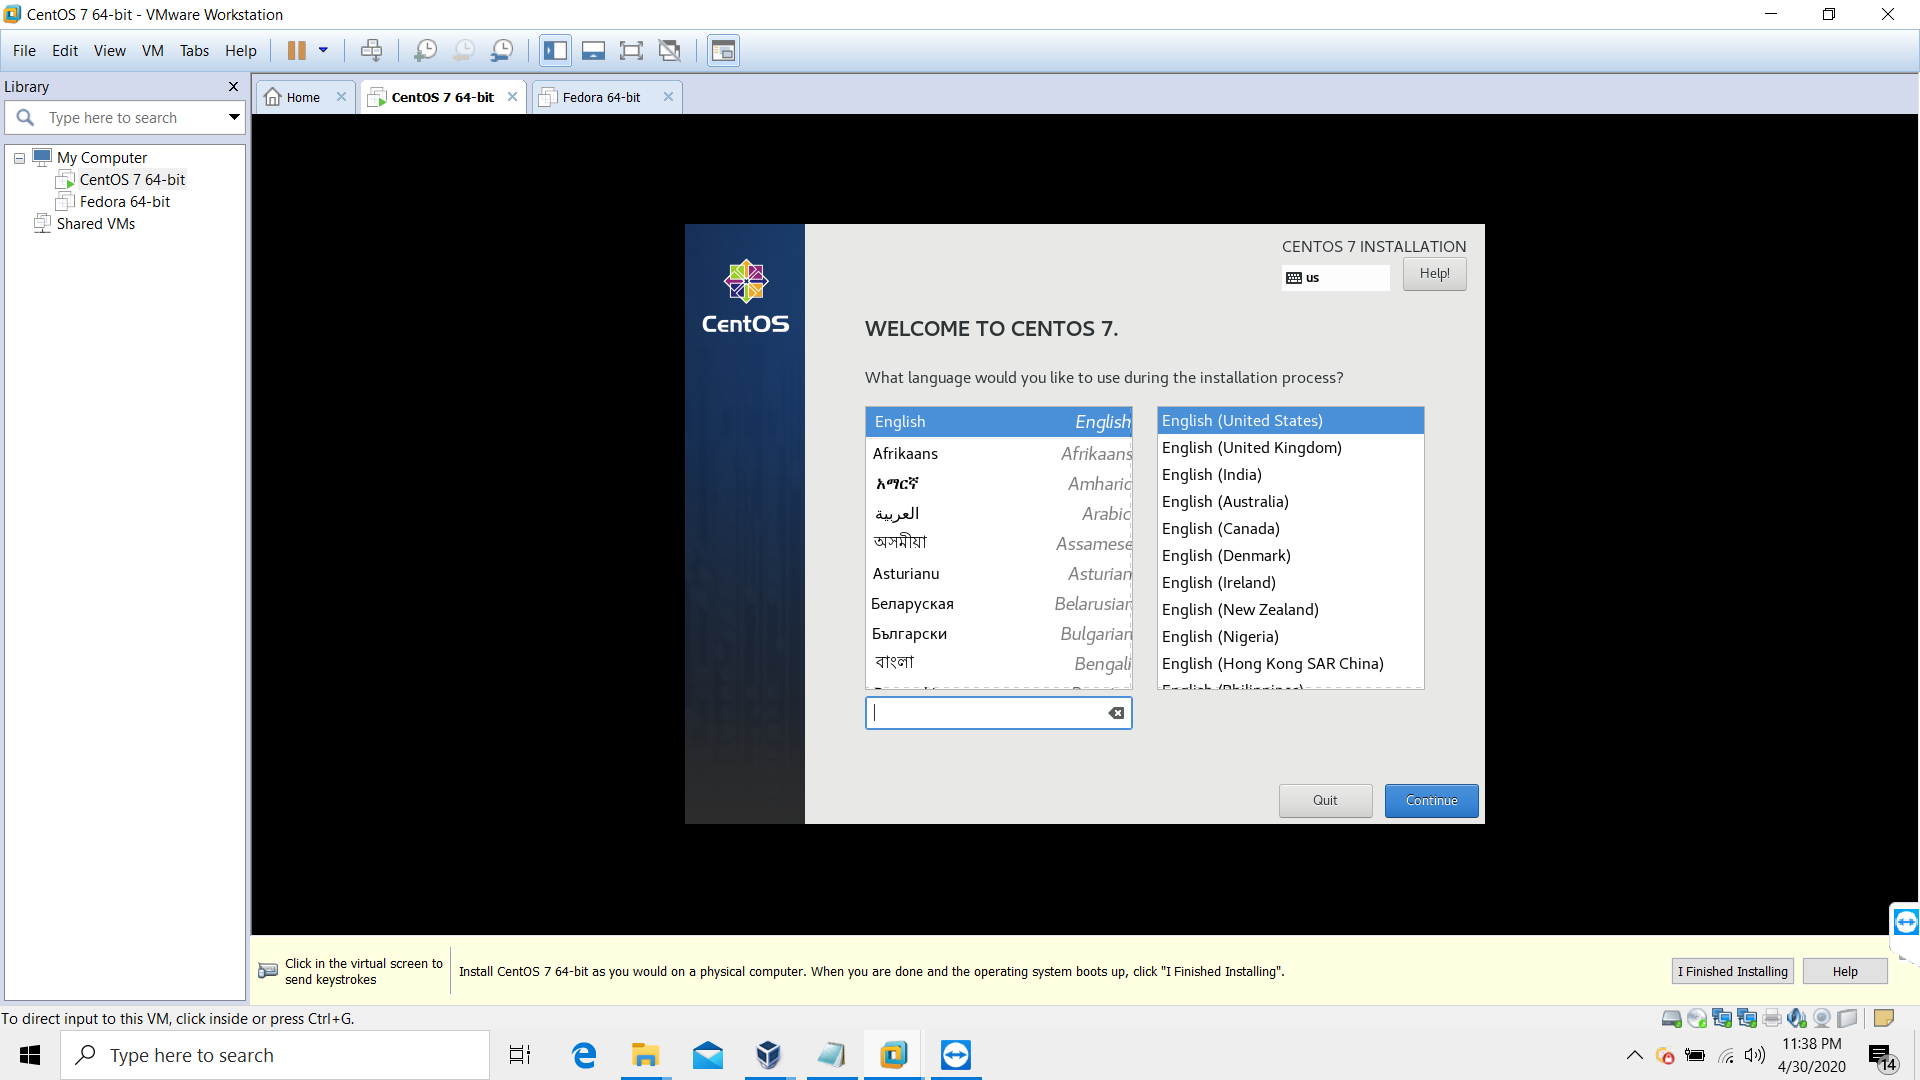 CentOS 7 64-bit - VMware Workstation
File Edit View VM Tabs Help
Library
Type here to search
My Computer
CentOS 7 64-bit
Fedora 64-bit
Shared VMs
Home
CentOS 7 64-bit
Fedora 64-bit
CentOS
CENTOS 7 INSTALLATION
us
Help!
WELCOME TO CENTOS 7.
What language would you like to use during the installation process?
English English
Afrikaans Afrikaans
አማርኛ Amharic
العربية Arabic
অসমীয়া Assamese
Asturianu Asturian
Беларуская Belarusian
Български Bulgarian
বাংলা Bengali
English (United States)
English (United Kingdom)
English (India)
English (Australia)
English (Canada)
English (Denmark)
English (Ireland)
English (New Zealand)
English (Nigeria)
English (Hong Kong SAR China)
English (Philippines)
Quit
Continue
Click in the virtual screen to
send keystrokes
Install CentOS 7 64-bit as you would on a physical computer. When you are done and the operating system boots up, click "I Finished Installing".
I Finished Installing
Help
To direct input to this VM, click inside or press Ctrl+G.
Type here to search
11:38 PM
4/30/2020
14